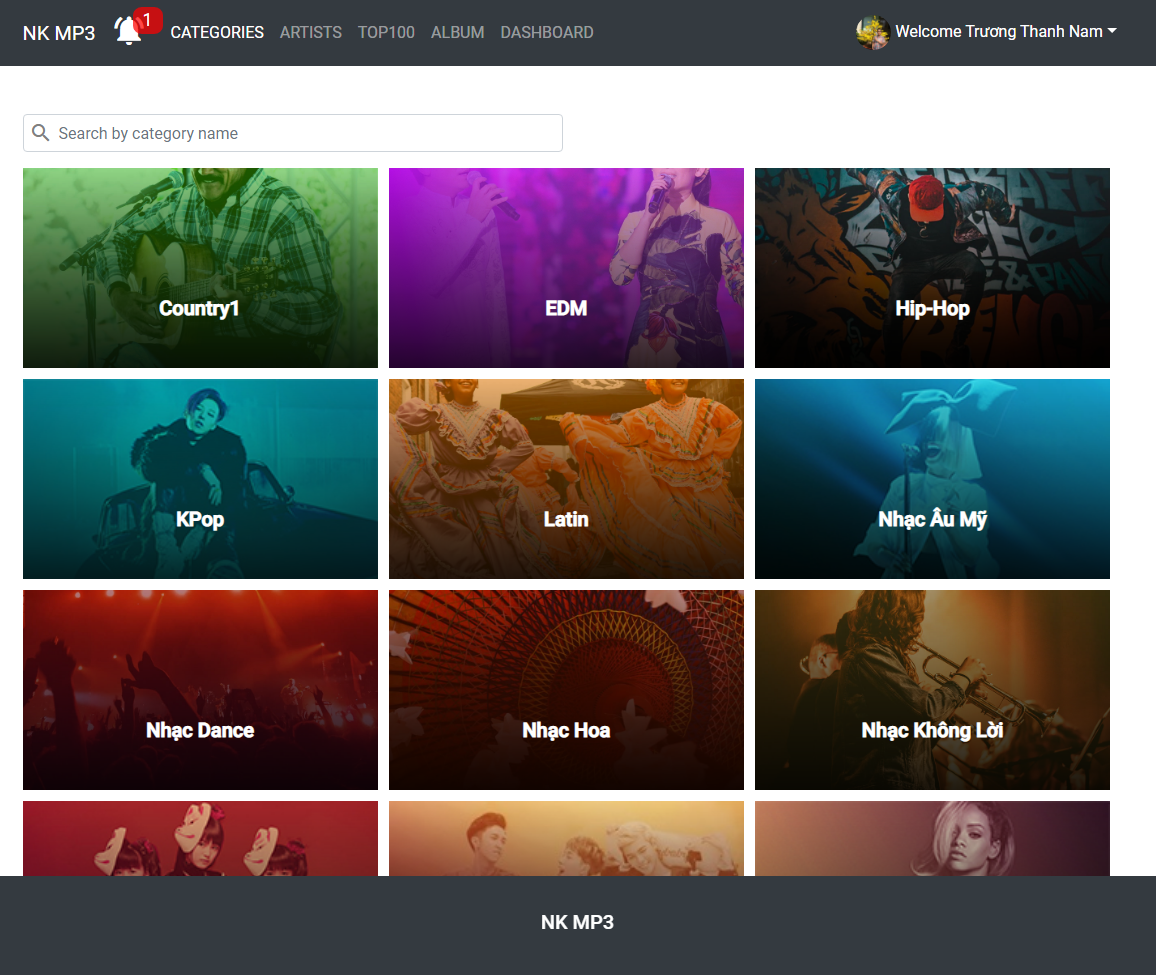 NK MP3 1 CATEGORIES ARTISTS TOP100 ALBUM DASHBOARD Welcome Trương Thanh Nam
Search by category name
Country1 EDM Hip-Hop
KPop Latin Nhạc Âu Mỹ
Nhạc Dance Nhạc Hoa Nhạc Không Lời
NK MP3